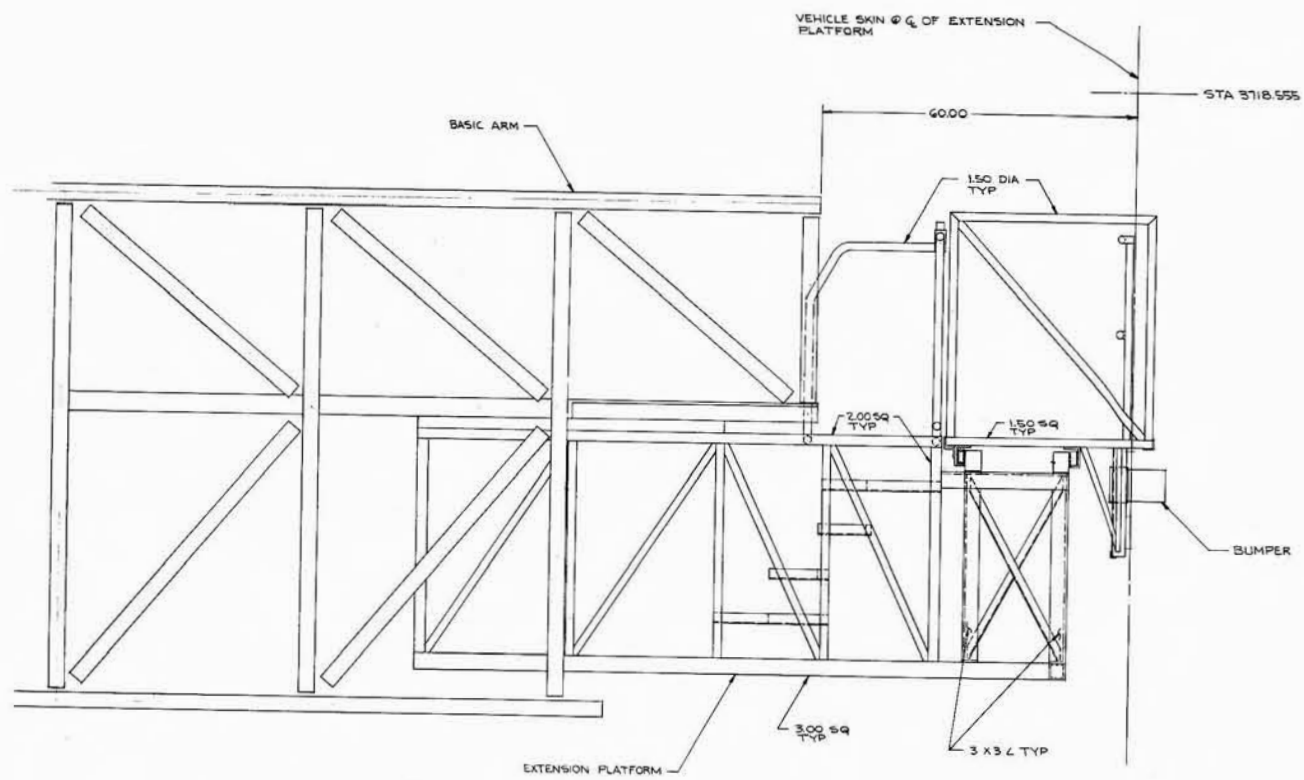 VEHICLE SKIN @ ℄ OF EXTENSION
PLATFORM
STA 3718.555
60.00
BASIC ARM
1.50 DIA
TYP
2.00 SQ
TYP
1.50 SQ
TYP
BUMPER
3.00 SQ
TYP
3 X 3 ∠ TYP
EXTENSION PLATFORM